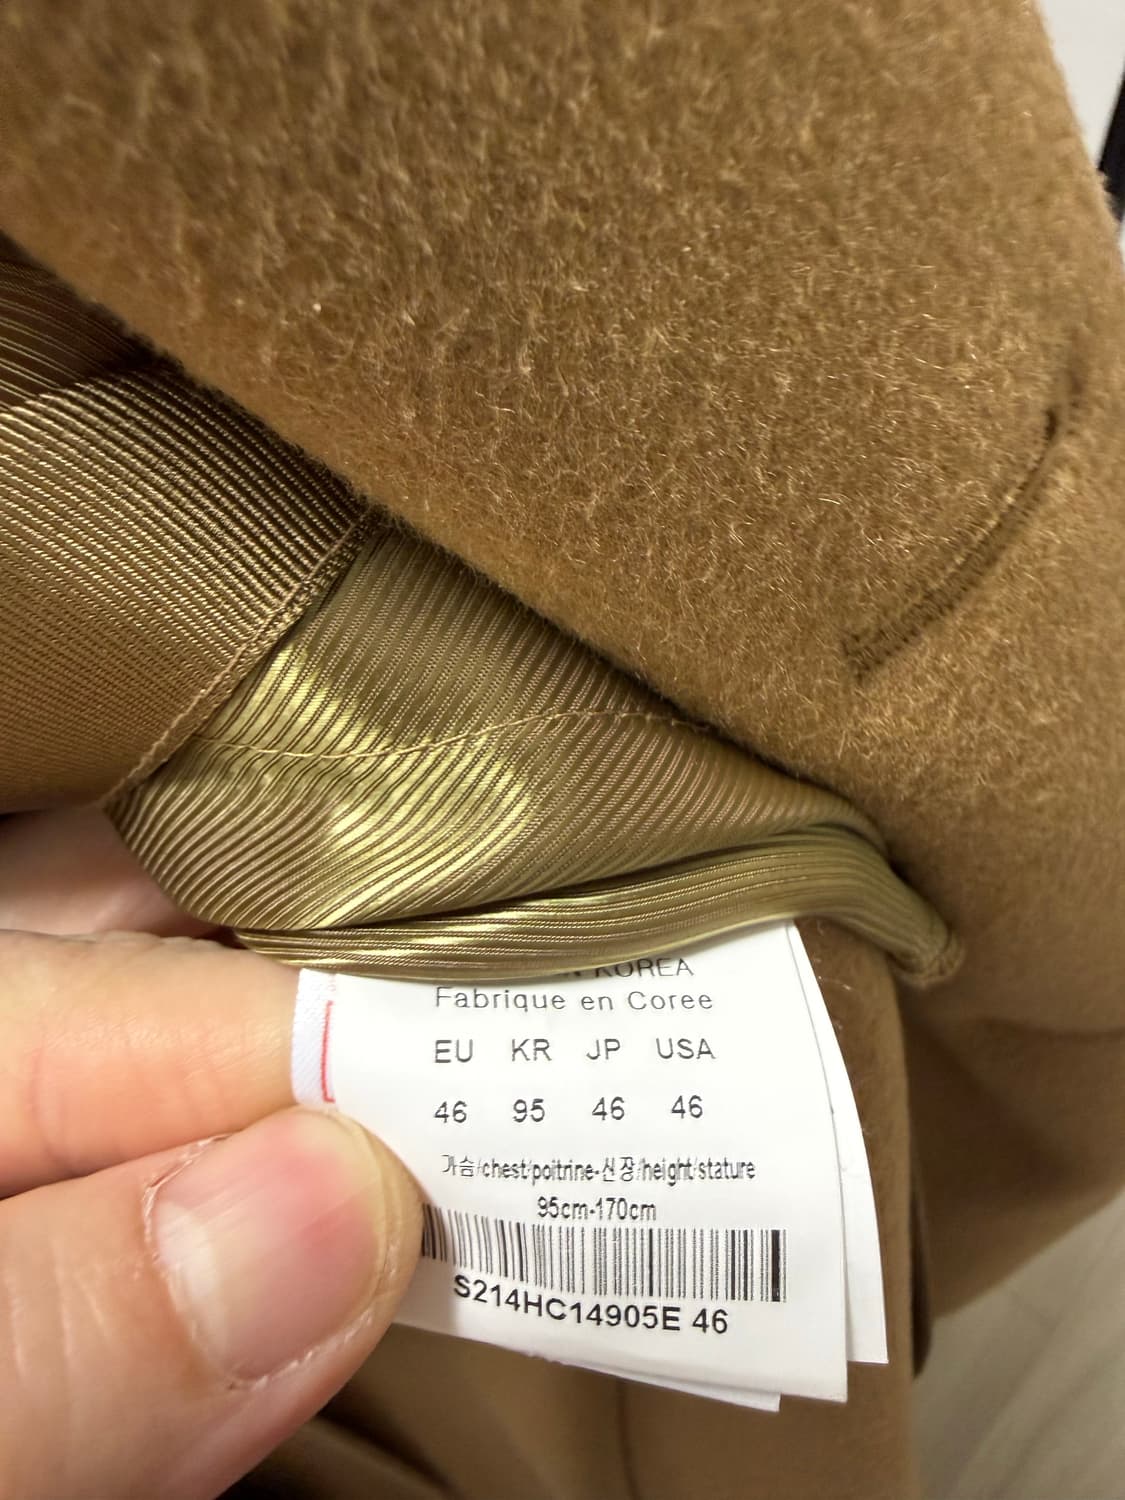 KOREA
Fabrique en Coree
EU KR JP USA
46 95 46 46
가슴/chest/poitrine-신장/height/stature
95cm-170cm
S214HC14905E 46